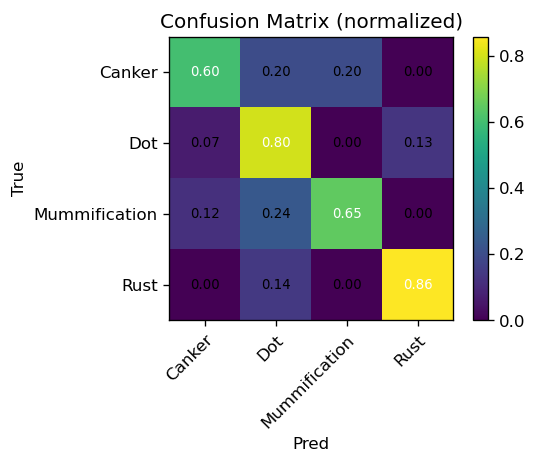 Confusion Matrix (normalized)
True
Canker 0.60 0.20 0.20 0.00
Dot 0.07 0.80 0.00 0.13
Mummification 0.12 0.24 0.65 0.00
Rust 0.00 0.14 0.00 0.86
Canker Dot Mummification Rust
Pred
0.8
0.6
0.4
0.2
0.0